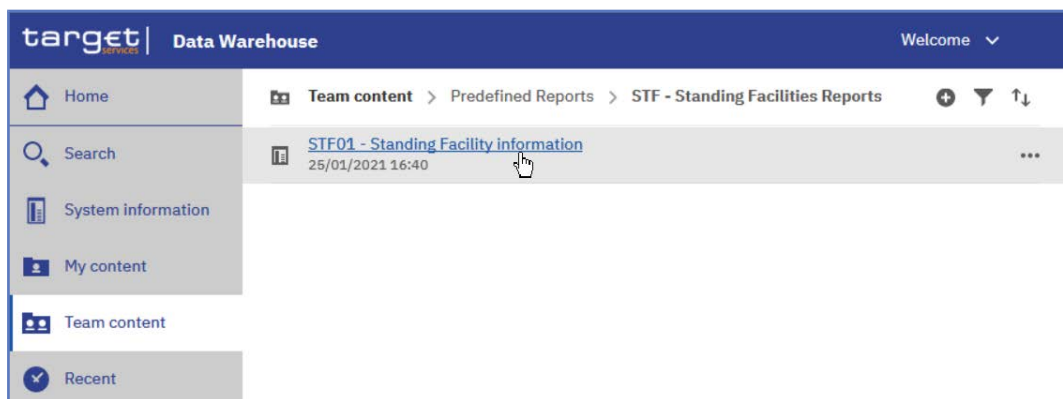 target| Data Warehouse Welcome
services
Home
Team content > Predefined Reports > STF - Standing Facilities Reports
Search
STF01 - Standing Facility information
25/01/2021 16:40
System information
My content
Team content
Recent